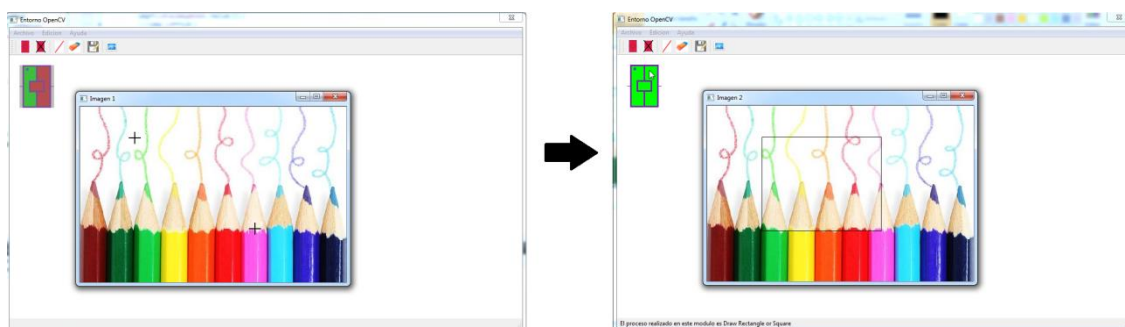 Entorno OpenCV
Archivo Edicion Ayuda
Imagen 1
Entorno OpenCV
Archivo Edicion Ayuda
Imagen 2
El proceso realizado en este modulo es Draw Rectangle or Square